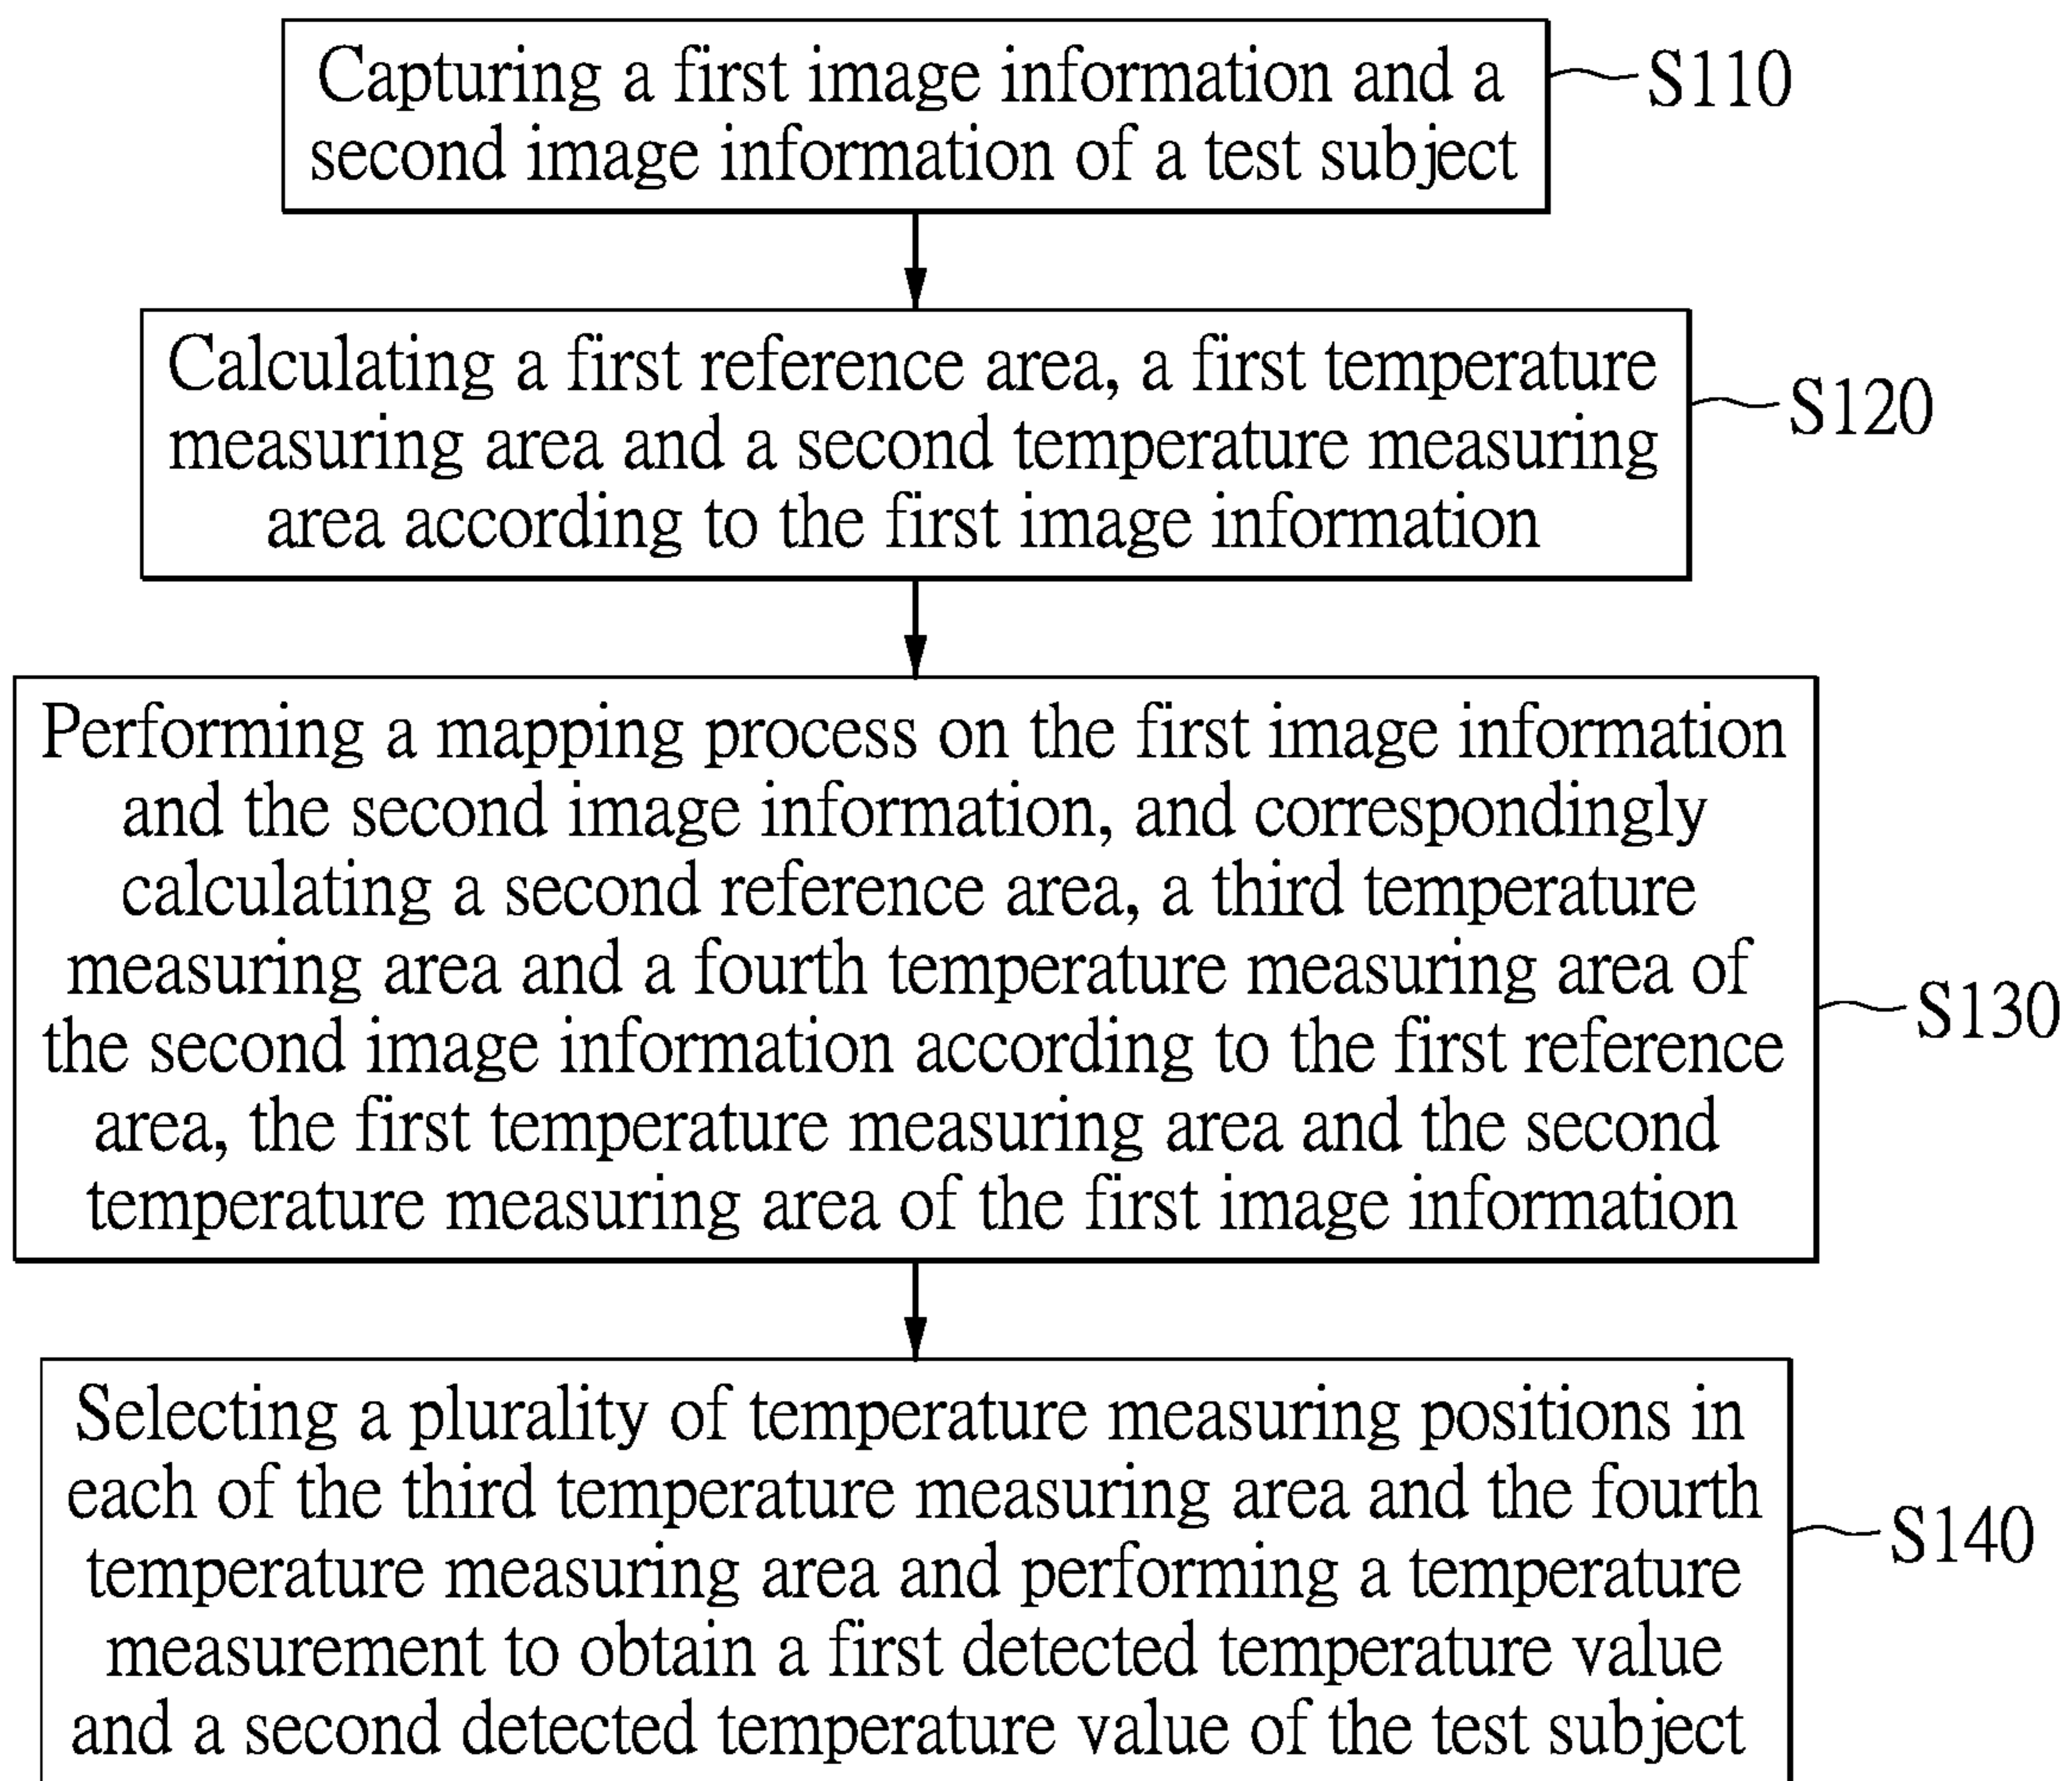 Capturing a first image information and a
second image information of a test subject
S110
Calculating a first reference area, a first temperature
measuring area and a second temperature measuring
area according to the first image information
S120
Performing a mapping process on the first image information
and the second image information, and correspondingly
calculating a second reference area, a third temperature
measuring area and a fourth temperature measuring area of
the second image information according to the first reference
area, the first temperature measuring area and the second
temperature measuring area of the first image information
S130
Selecting a plurality of temperature measuring positions in
each of the third temperature measuring area and the fourth
temperature measuring area and performing a temperature
measurement to obtain a first detected temperature value
and a second detected temperature value of the test subject
S140